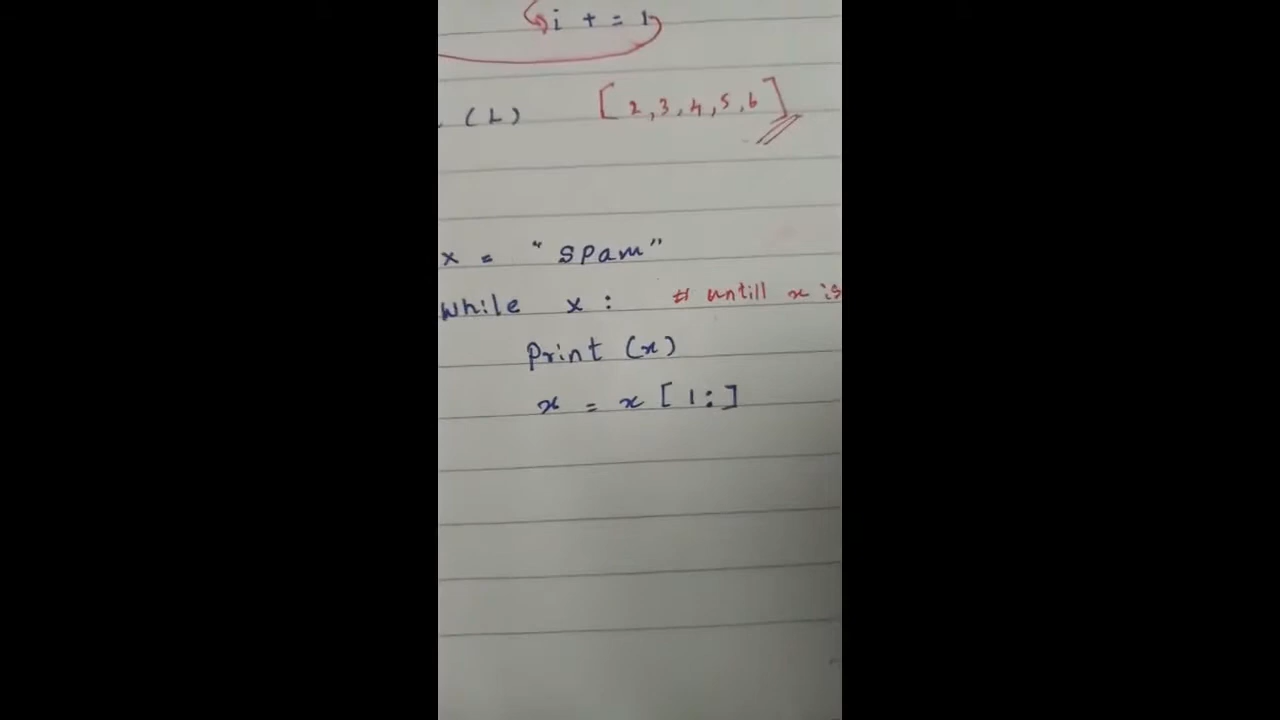 i + = 1
. (L) [2,3,4,5,6]
x = "spam"
While x: # untill x is
Print (x)
x = x [1:]